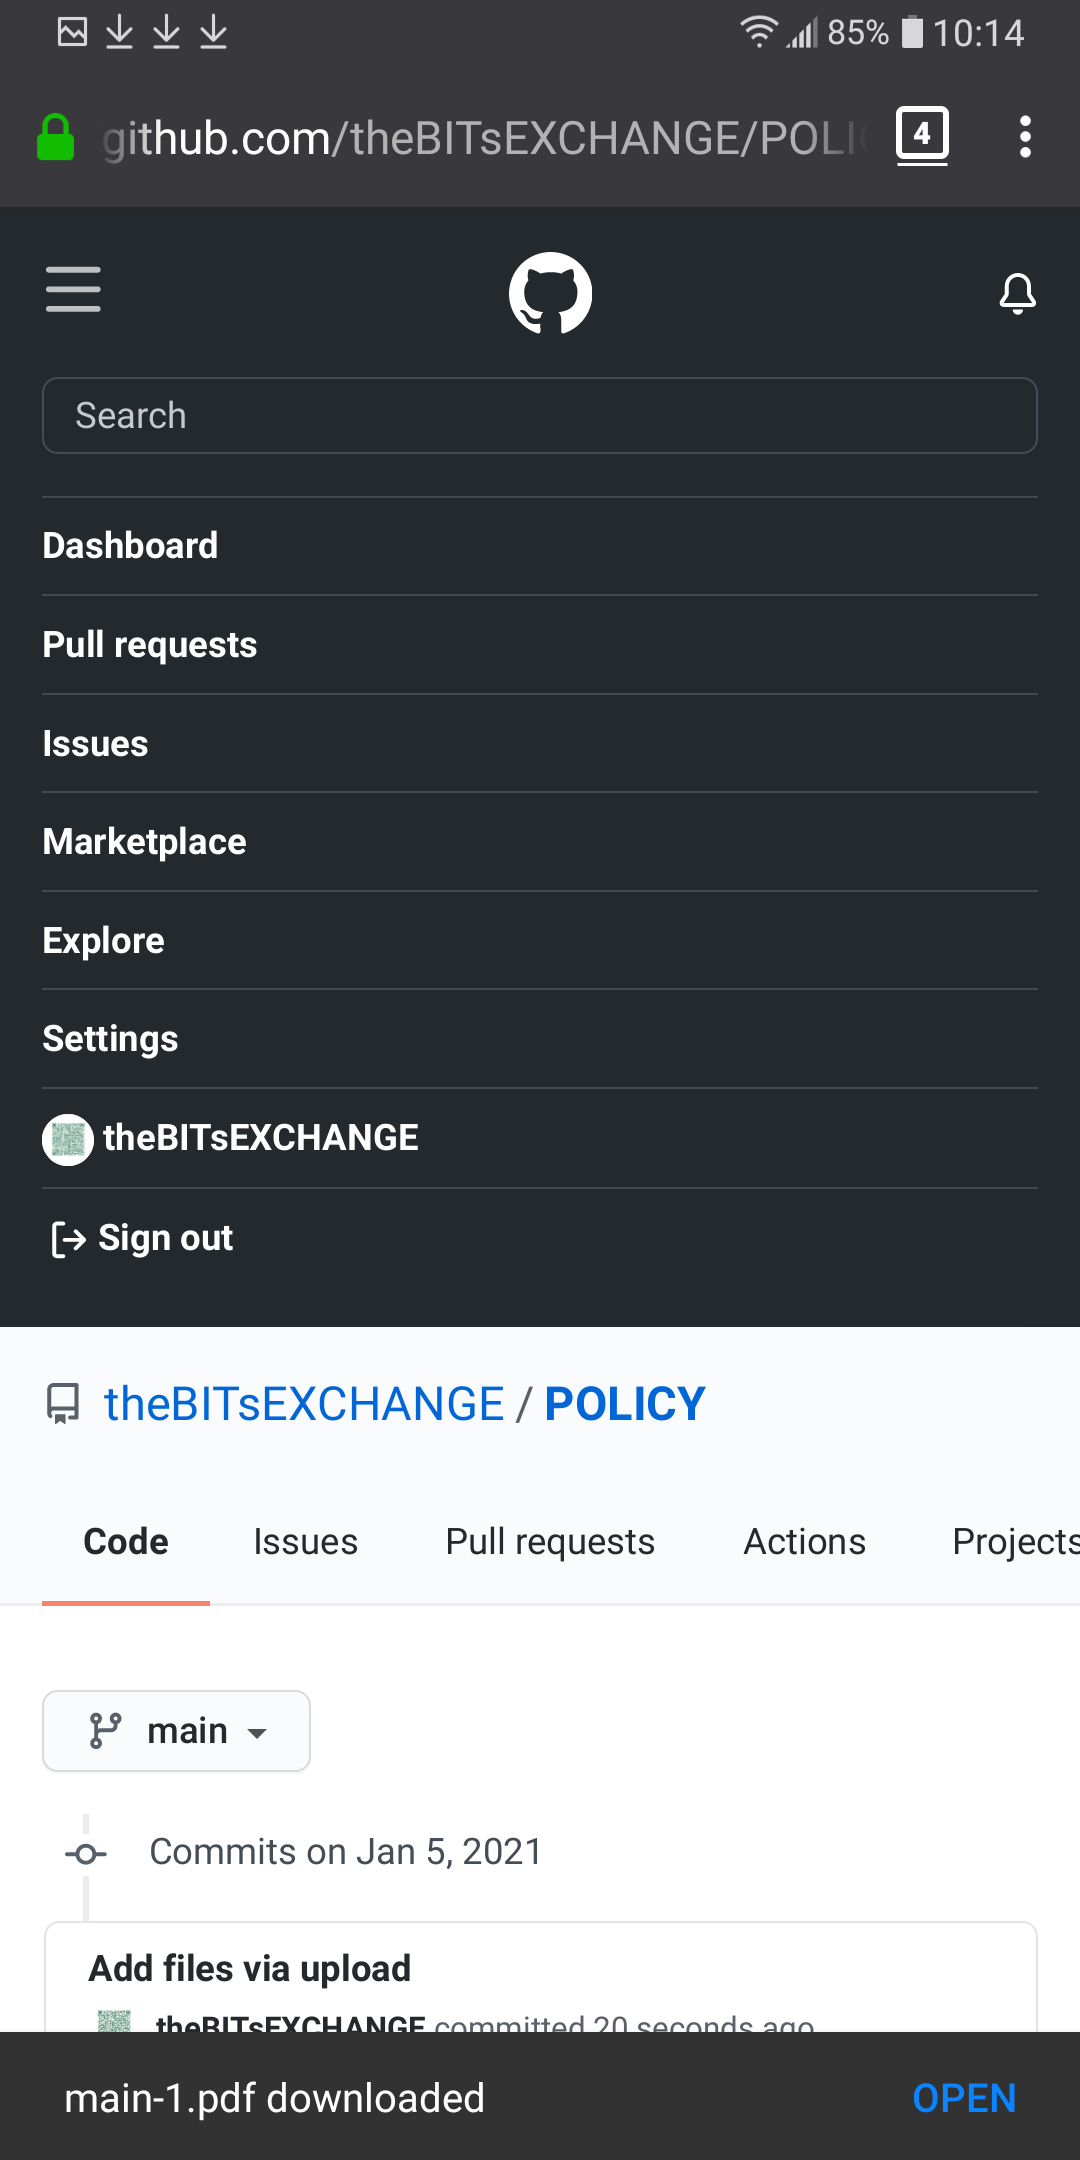 85% 10:14
github.com/theBITsEXCHANGE/POLI
4
Search
Dashboard
Pull requests
Issues
Marketplace
Explore
Settings
theBITsEXCHANGE
Sign out
theBITsEXCHANGE / POLICY
Code Issues Pull requests Actions Projects
main
Commits on Jan 5, 2021
Add files via upload
theBITsEXCHANGE committed 20 seconds ago
main-1.pdf downloaded OPEN